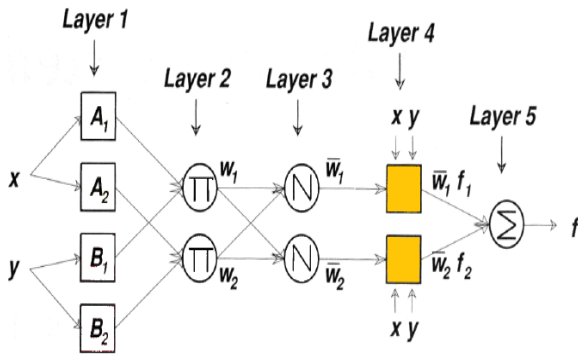 Layer 1
Layer 2
Layer 3
Layer 4
Layer 5
x
y
A₁
A₂
B₁
B₂
Π
Π
w₁
w₂
N
N
w̅₁
w̅₂
x y
x y
w̅₁ f₁
w̅₂ f₂
Σ
f